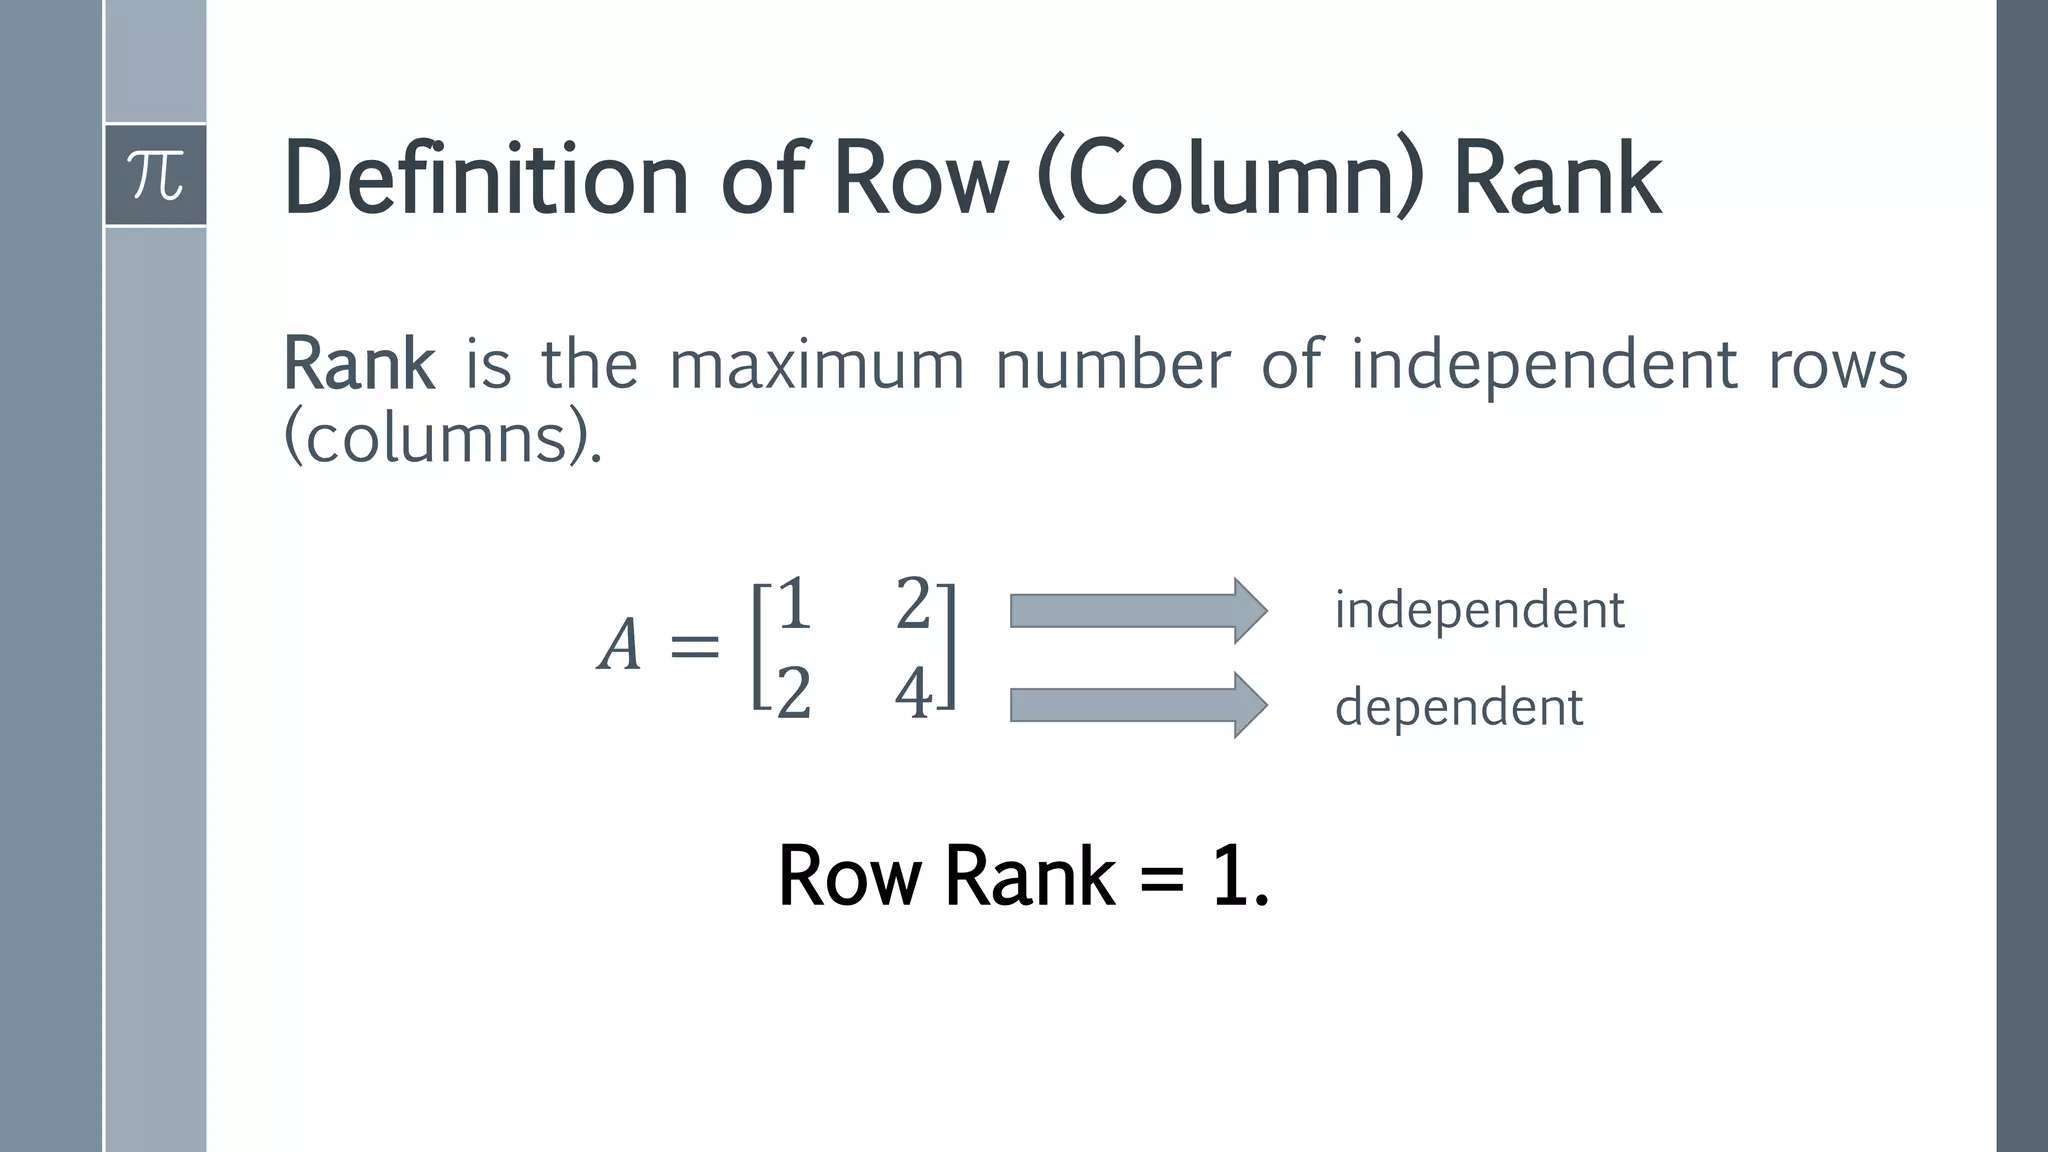 π
Definition of Row (Column) Rank
Rank is the maximum number of independent rows
(columns).
A = [1 2
2 4]
independent
dependent
Row Rank = 1.